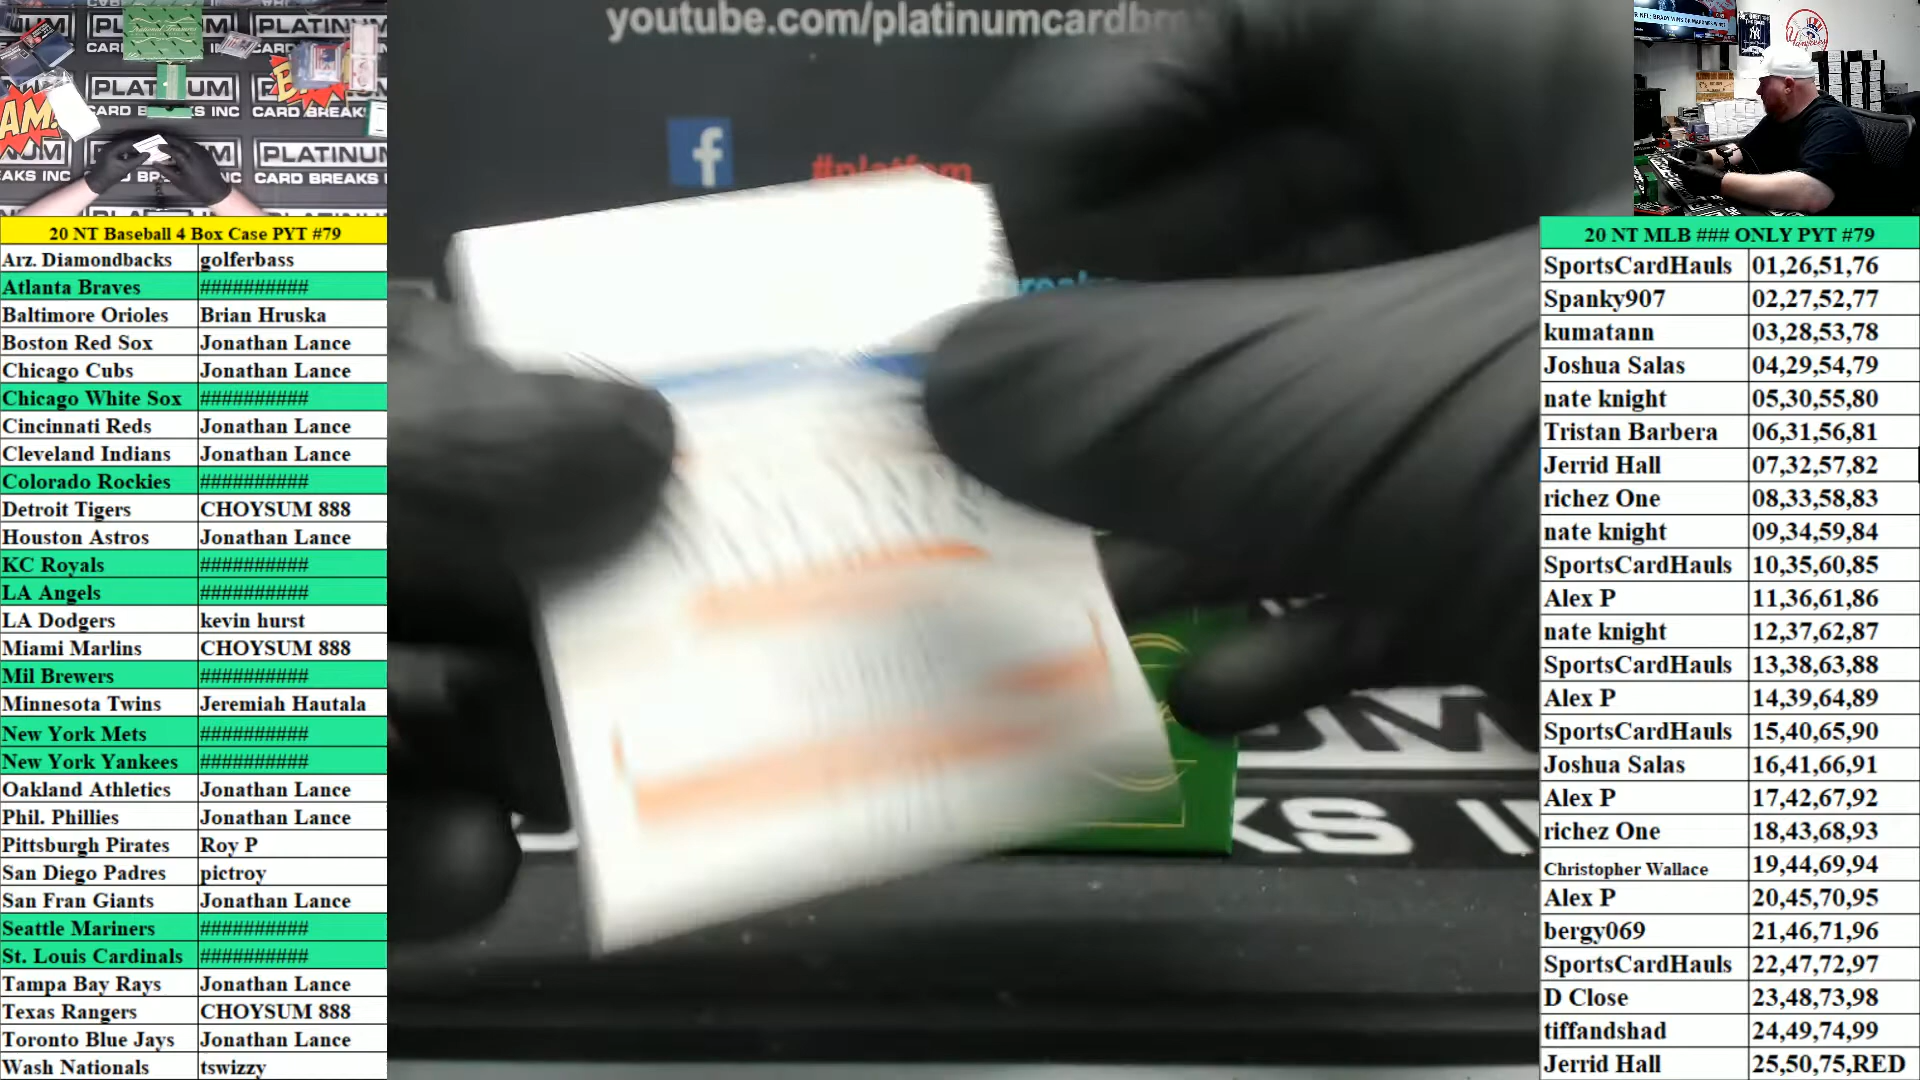 youtube.com/platinumcardbr
#platfam
PLATINUM
CARD BREAKS INC
20 NT Baseball 4 Box Case PYT #79
Arz. Diamondbacks golferbass
Atlanta Braves ##########
Baltimore Orioles Brian Hruska
Boston Red Sox Jonathan Lance
Chicago Cubs Jonathan Lance
Chicago White Sox ##########
Cincinnati Reds Jonathan Lance
Cleveland Indians Jonathan Lance
Colorado Rockies ##########
Detroit Tigers CHOYSUM 888
Houston Astros Jonathan Lance
KC Royals ##########
LA Angels ##########
LA Dodgers kevin hurst
Miami Marlins CHOYSUM 888
Mil Brewers ##########
Minnesota Twins Jeremiah Hautala
New York Mets ##########
New York Yankees ##########
Oakland Athletics Jonathan Lance
Phil. Phillies Jonathan Lance
Pittsburgh Pirates Roy P
San Diego Padres pictroy
San Fran Giants Jonathan Lance
Seattle Mariners ##########
St. Louis Cardinals ##########
Tampa Bay Rays Jonathan Lance
Texas Rangers CHOYSUM 888
Toronto Blue Jays Jonathan Lance
Wash Nationals tswizzy
20 NT MLB ### ONLY PYT #79
SportsCardHauls 01,26,51,76
Spanky907 02,27,52,77
kumatann 03,28,53,78
Joshua Salas 04,29,54,79
nate knight 05,30,55,80
Tristan Barbera 06,31,56,81
Jerrid Hall 07,32,57,82
richez One 08,33,58,83
nate knight 09,34,59,84
SportsCardHauls 10,35,60,85
Alex P 11,36,61,86
nate knight 12,37,62,87
SportsCardHauls 13,38,63,88
Alex P 14,39,64,89
SportsCardHauls 15,40,65,90
Joshua Salas 16,41,66,91
Alex P 17,42,67,92
richez One 18,43,68,93
Christopher Wallace 19,44,69,94
Alex P 20,45,70,95
bergy069 21,46,71,96
SportsCardHauls 22,47,72,97
D Close 23,48,73,98
tiffandshad 24,49,74,99
Jerrid Hall 25,50,75,RED